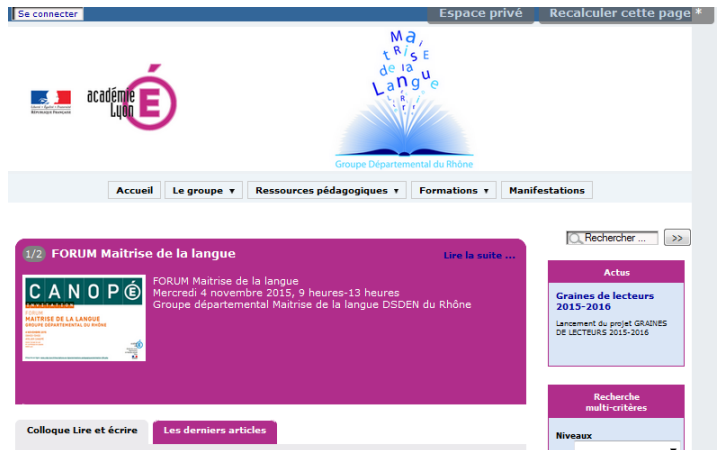 Se connecter
Espace privé
Recalculer cette page *
Maîtrise
de la
Langue
RÉPUBLIQUE FRANÇAISE
académie
Lyon
Groupe Départemental du Rhône
Accueil
Le groupe ▼
Ressources pédagogiques ▼
Formations ▼
Manifestations
Rechercher ...
>>
1/2 FORUM Maitrise de la langue
Lire la suite ...
CANOPÉ
INVITATION
FORUM
MAITRISE DE LA LANGUE
GROUPE DÉPARTEMENTAL DU RHÔNE
FORUM Maitrise de la langue
Mercredi 4 novembre 2015, 9 heures-13 heures
Groupe départemental Maitrise de la langue DSDEN du Rhône
Actus
Graines de lecteurs
2015-2016
Lancement du projet GRAINES
DE LECTEURS 2015-2016
Recherche
multi-critères
Niveaux
Colloque Lire et écrire
Les derniers articles